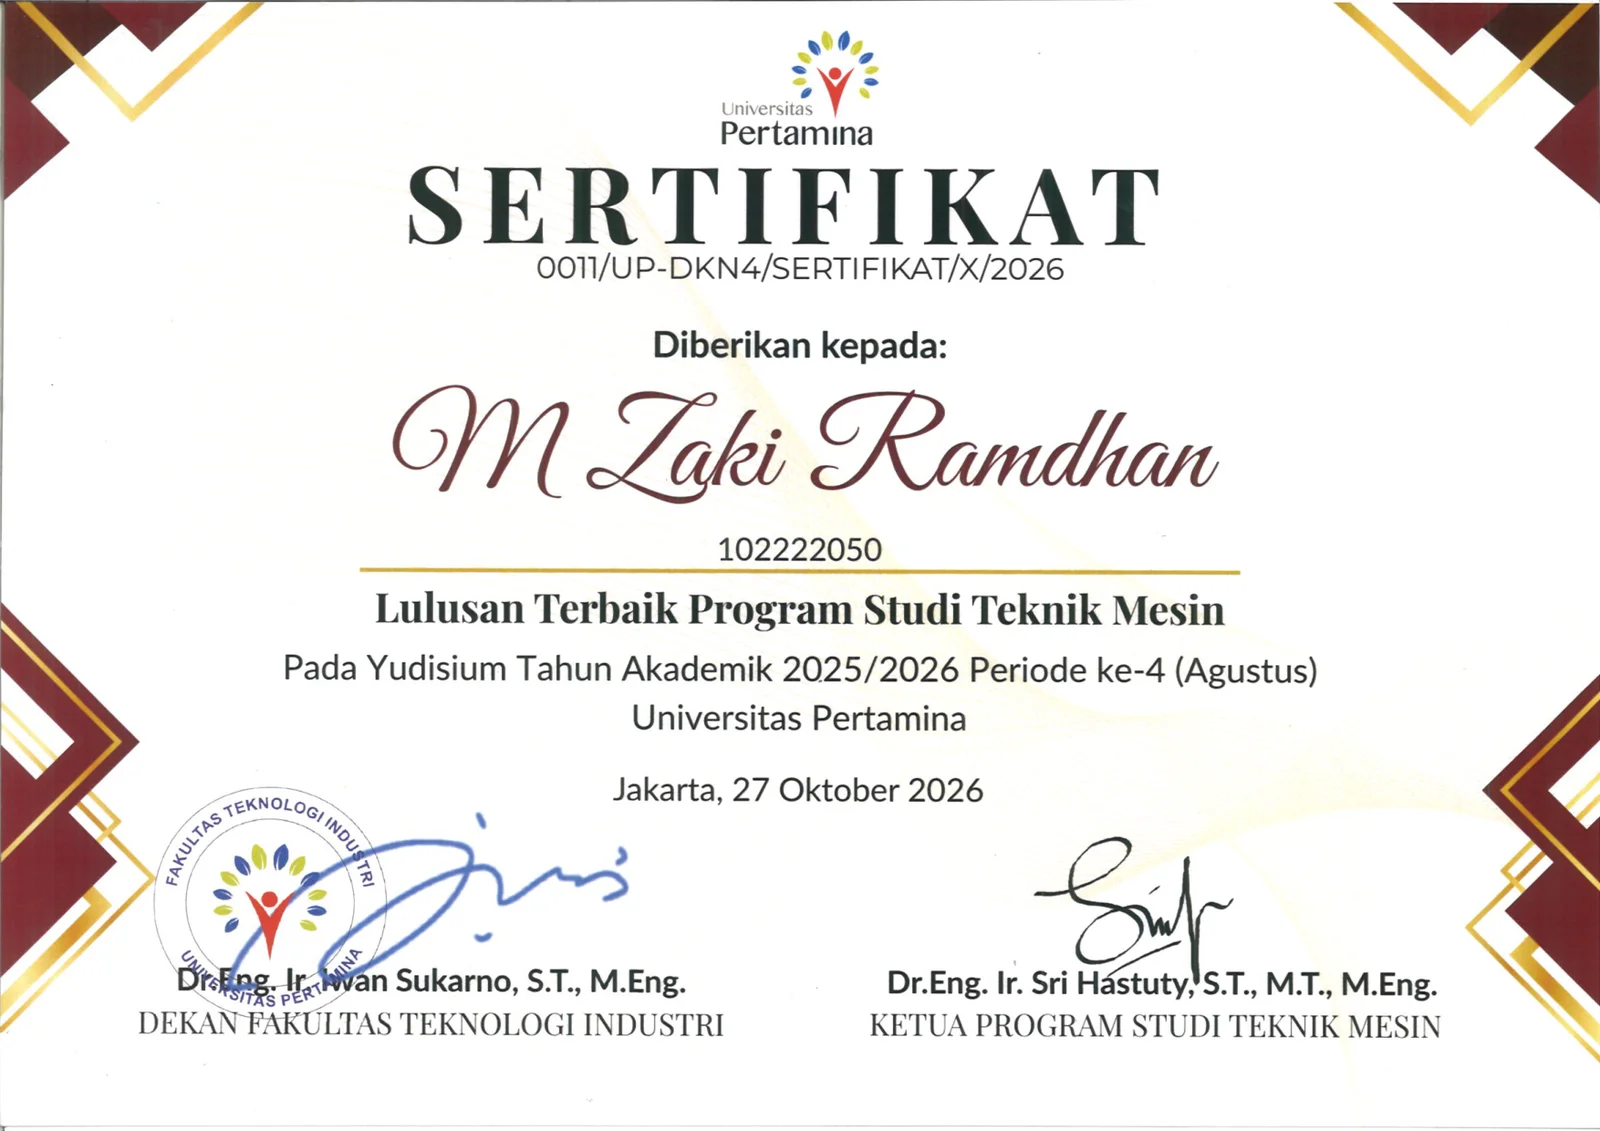 Universitas
Pertamina
SERTIFIKAT
0011/UP-DKN4/SERTIFIKAT/X/2026
Diberikan kepada:
M Zaki Ramdhan
102222050
Lulusan Terbaik Program Studi Teknik Mesin
Pada Yudisium Tahun Akademik 2025/2026 Periode ke-4 (Agustus)
Universitas Pertamina
Jakarta, 27 Oktober 2026
FAKULTAS TEKNOLOGI INDUSTRI
UNIVERSITAS PERTAMINA
Dr.Eng. Ir. Iwan Sukarno, S.T., M.Eng.
DEKAN FAKULTAS TEKNOLOGI INDUSTRI
Dr.Eng. Ir. Sri Hastuty, S.T., M.T., M.Eng.
KETUA PROGRAM STUDI TEKNIK MESIN